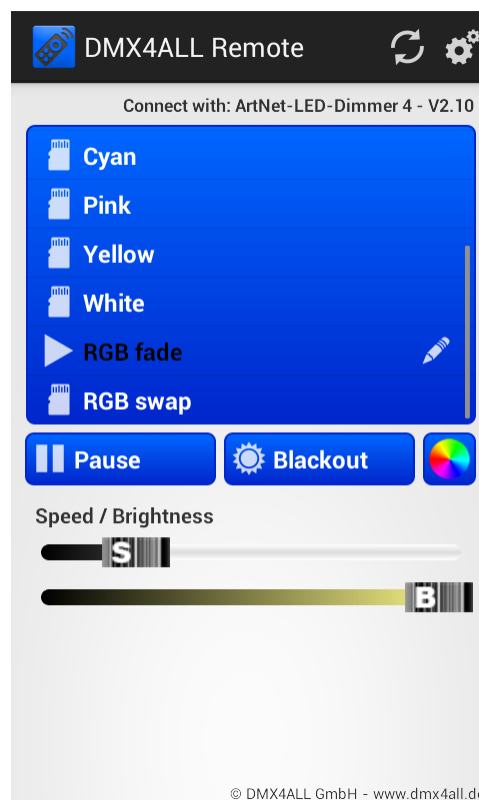 DMX4ALL Remote
Connect with: ArtNet-LED-Dimmer 4 - V2.10
Cyan
Pink
Yellow
White
RGB fade
RGB swap
Pause
Blackout
Speed / Brightness
S
B
© DMX4ALL GmbH - www.dmx4all.d